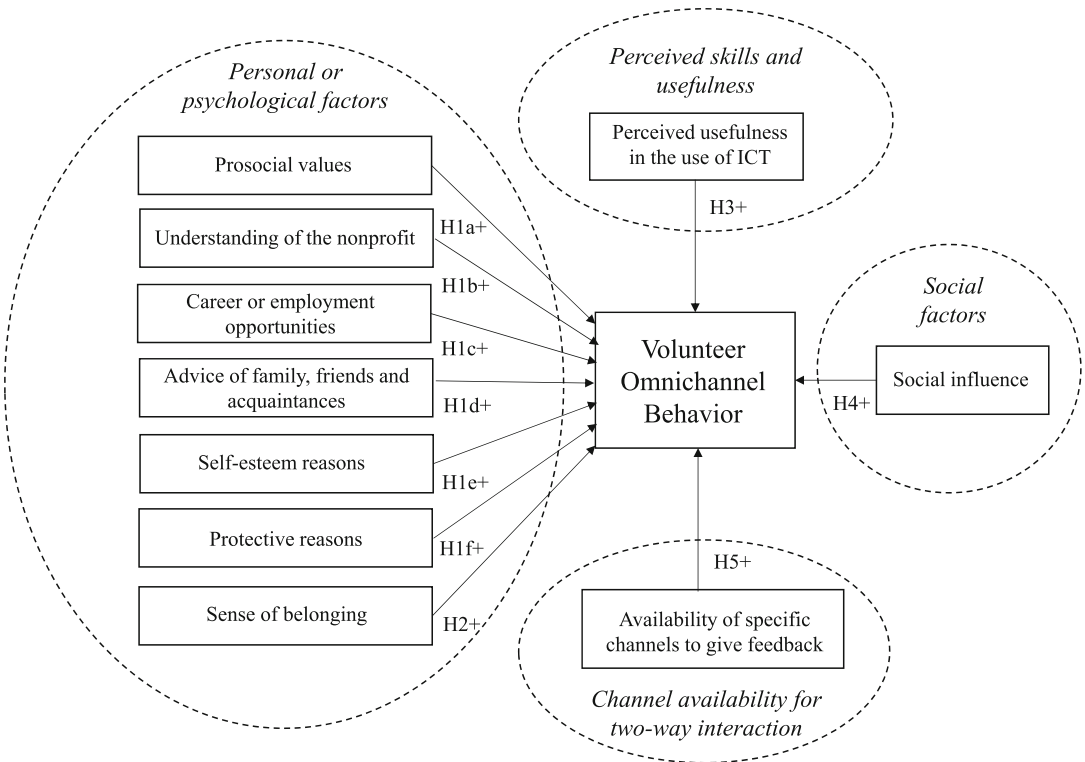 Personal or
psychological factors
Prosocial values
H1a+
Understanding of the nonprofit
H1b+
Career or employment
opportunities
H1c+
Advice of family, friends and
acquaintances
H1d+
Self-esteem reasons
H1e+
Protective reasons
H1f+
Sense of belonging
H2+
Perceived skills and
usefulness
Perceived usefulness
in the use of ICT
H3+
Volunteer
Omnichannel
Behavior
Social
factors
Social influence
H4+
H5+
Availability of specific
channels to give feedback
Channel availability for
two-way interaction